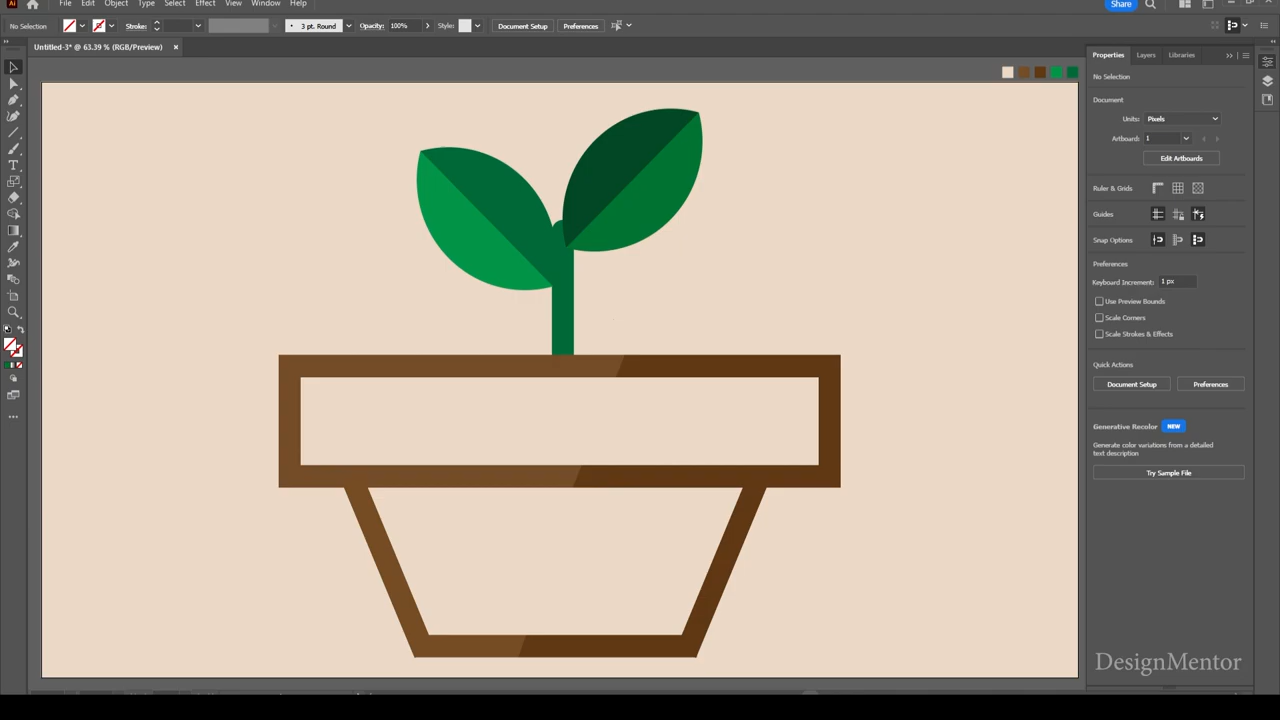 Ai File Edit Object Type Select Effect View Window Help Share
No Selection Stroke: 3 pt. Round Opacity: 100% Style: Document Setup Preferences
Untitled-3* @ 63.39 % (RGB/Preview) ×
Properties Layers Libraries
No Selection
Document
Units: Pixels
Artboard: 1
Edit Artboards
Ruler & Grids
Guides
Snap Options
Preferences
Keyboard Increment: 1 px
Use Preview Bounds
Scale Corners
Scale Strokes & Effects
Quick Actions
Document Setup Preferences
Generative Recolor NEW
Generate color variations from a detailed
text description
Try Sample File
DesignMentor